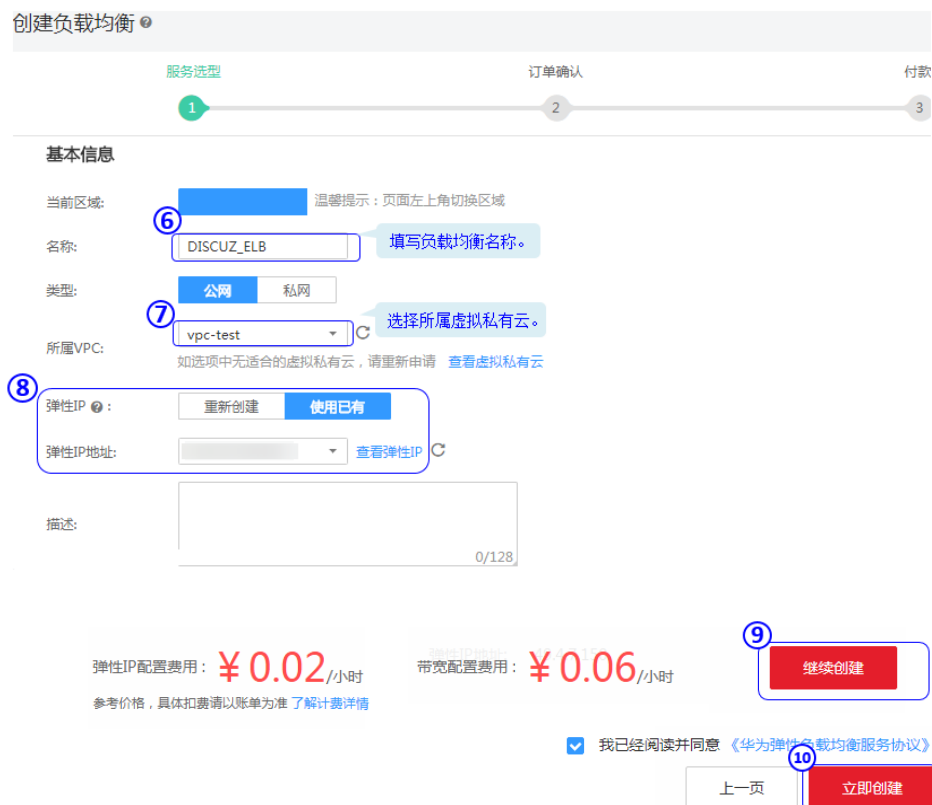 创建负载均衡 ?
服务选型 订单确认 付款
1 2 3
基本信息
当前区域: 温馨提示：页面左上角切换区域
⑥
名称: DISCUZ_ELB 填写负载均衡名称。
类型: 公网 私网
⑦
所属VPC: vpc-test 选择所属虚拟私有云。
如选项中无适合的虚拟私有云，请重新申请 查看虚拟私有云
⑧
弹性IP ? : 重新创建 使用已有
弹性IP地址: 查看弹性IP
描述:
0/128
⑨
弹性IP配置费用： ¥0.02/小时 带宽配置费用： ¥0.06/小时 继续创建
参考价格，具体扣费请以账单为准 了解计费详情
我已经阅读并同意 《华为弹性负载均衡服务协议》
⑩
上一页 立即创建